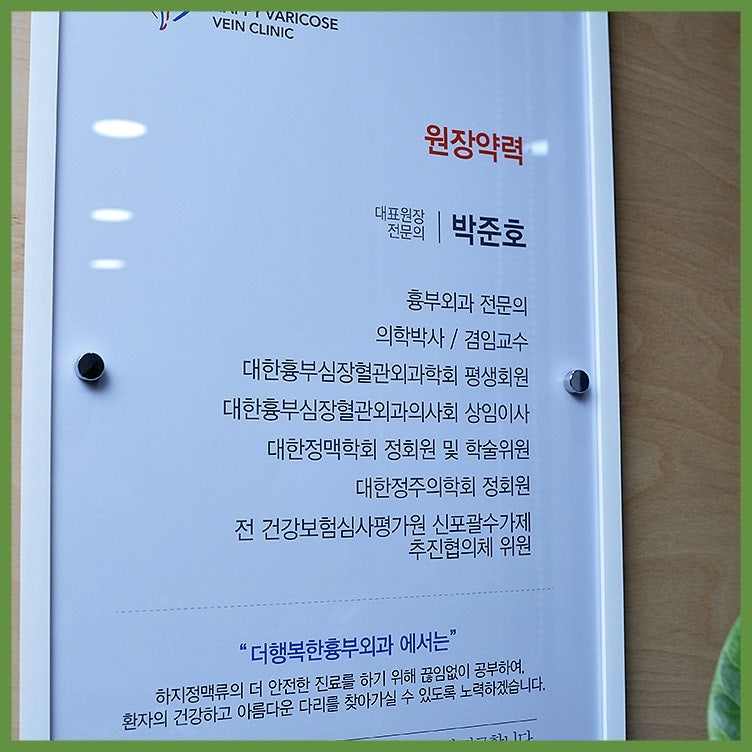 HAPPY VARICOSE
VEIN CLINIC
원장약력
대표원장
전문의
박준호
흉부외과 전문의
의학박사 / 겸임교수
대한흉부심장혈관외과학회 평생회원
대한흉부심장혈관외과의사회 상임이사
대한정맥학회 정회원 및 학술위원
대한정주의학회 정회원
전 건강보험심사평가원 신포괄수가제
추진협의체 위원
“더행복한흉부외과 에서는”
하지정맥류의 더 안전한 진료를 하기 위해 끊임없이 공부하여,
환자의 건강하고 아름다운 다리를 찾아가실 수 있도록 노력하겠습니다.